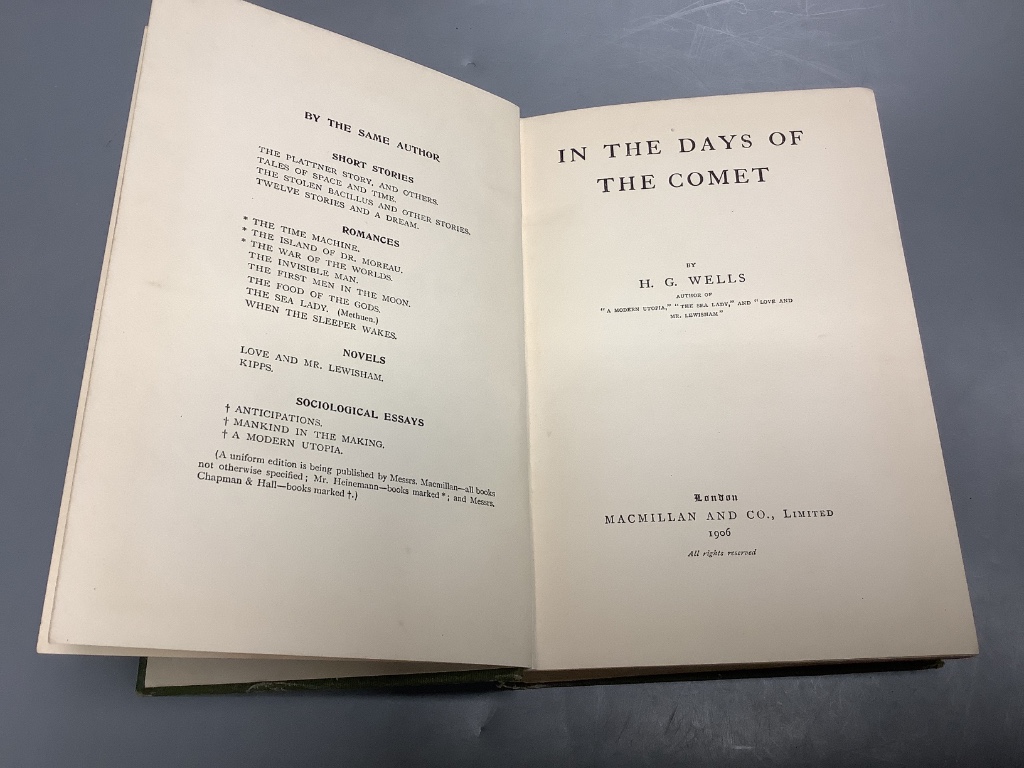 BY THE SAME AUTHOR
SHORT STORIES
THE PLATTNER STORY, AND OTHERS.
TALES OF SPACE AND TIME.
THE STOLEN BACILLUS AND OTHER STORIES.
TWELVE STORIES AND A DREAM.
ROMANCES
* THE TIME MACHINE.
* THE ISLAND OF DR. MOREAU.
* THE WAR OF THE WORLDS.
THE INVISIBLE MAN.
THE FIRST MEN IN THE MOON.
THE FOOD OF THE GODS.
THE SEA LADY. (Methuen.)
WHEN THE SLEEPER WAKES.
NOVELS
LOVE AND MR. LEWISHAM.
KIPPS.
SOCIOLOGICAL ESSAYS
† ANTICIPATIONS.
† MANKIND IN THE MAKING.
† A MODERN UTOPIA.
(A uniform edition is being published by Messrs. Macmillan—all books
not otherwise specified; Mr. Heinemann—books marked *; and Messrs.
Chapman & Hall—books marked †.)
IN THE DAYS OF
THE COMET
BY
H. G. WELLS
AUTHOR OF
"A MODERN UTOPIA," "THE SEA LADY," AND "LOVE AND
MR. LEWISHAM"
London
MACMILLAN AND CO., LIMITED
1906
All rights reserved